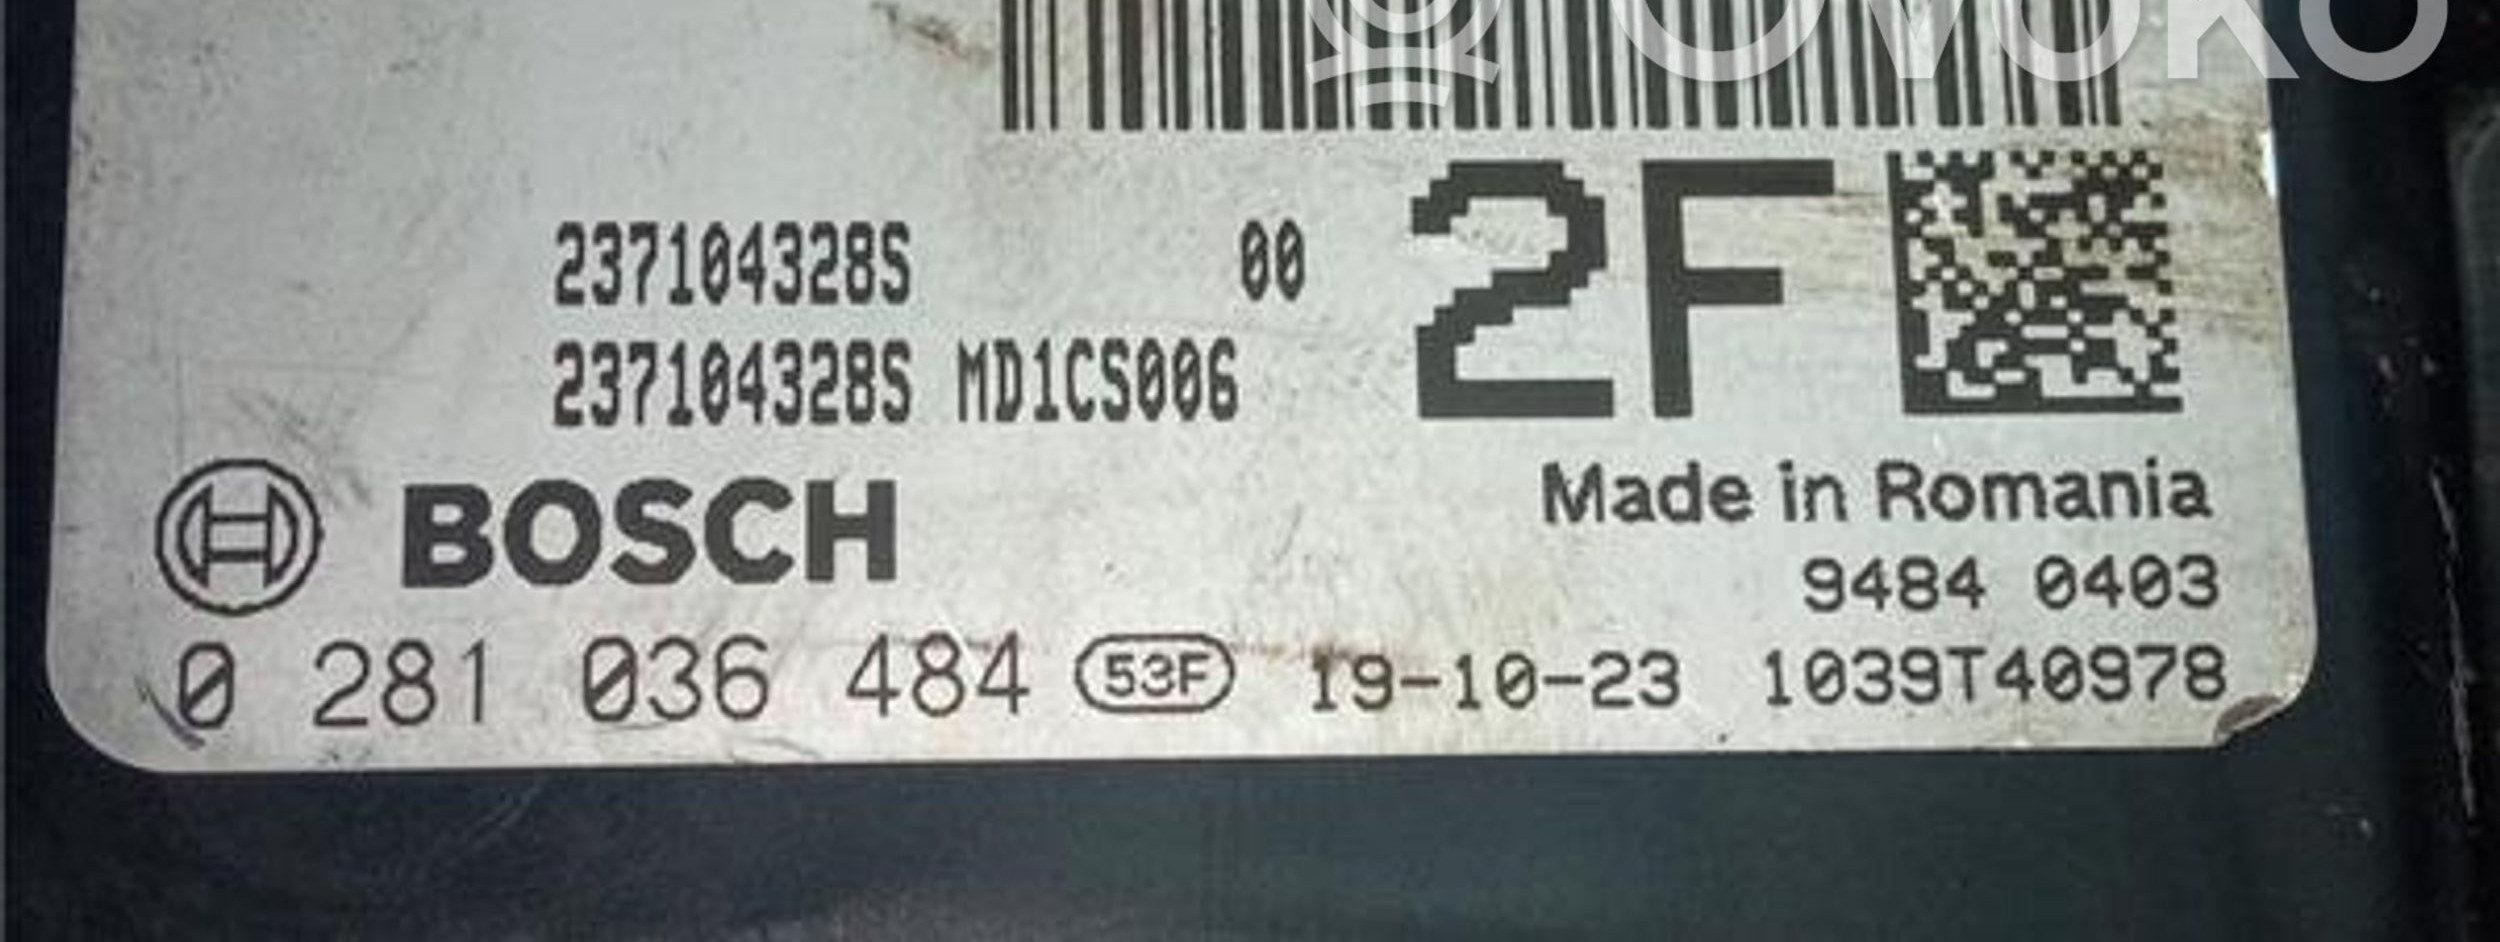 OVOKO
237104328S 00
237104328S MD1CS006
2F
BOSCH
Made in Romania
9484 0403
0 281 036 484 53F 19-10-23 1039T40978